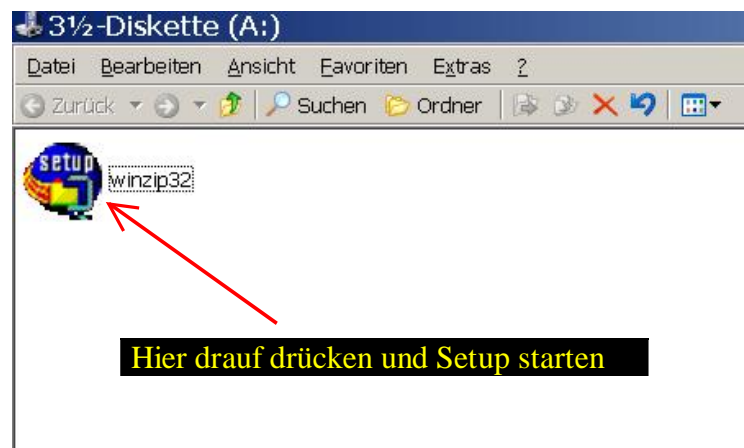 3½-Diskette (A:)
Datei Bearbeiten Ansicht Favoriten Extras ?
Zurück Suchen Ordner
setup
winzip32
Hier drauf drücken und Setup starten